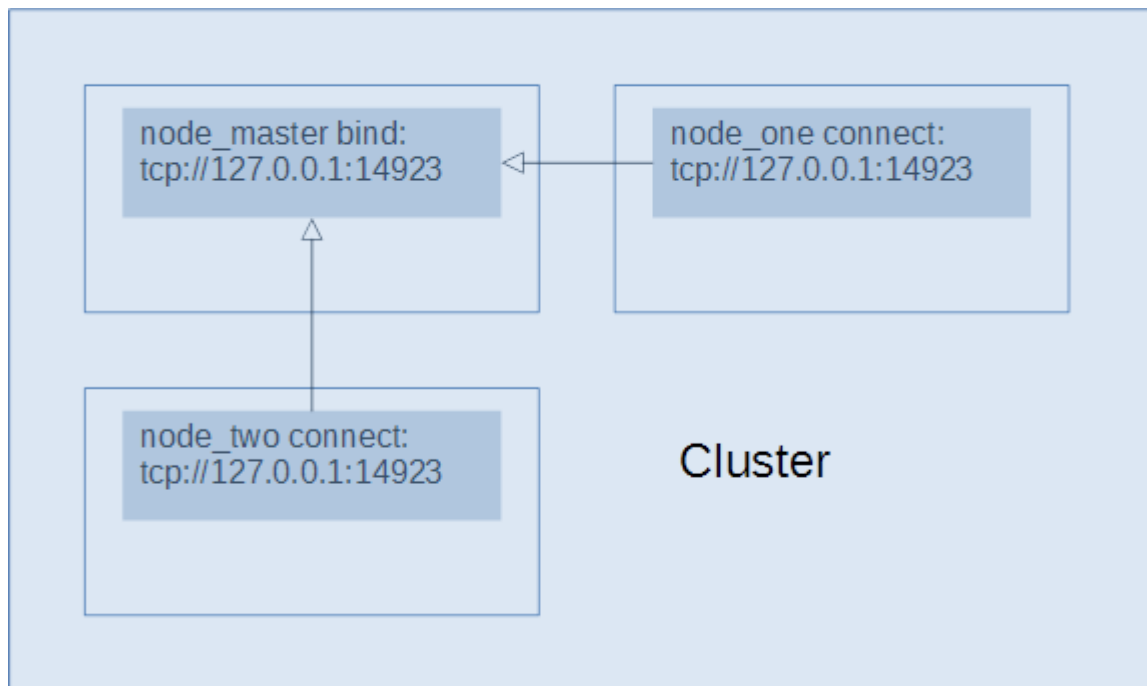 node_master bind:
tcp://127.0.0.1:14923
node_one connect:
tcp://127.0.0.1:14923
node_two connect:
tcp://127.0.0.1:14923
Cluster